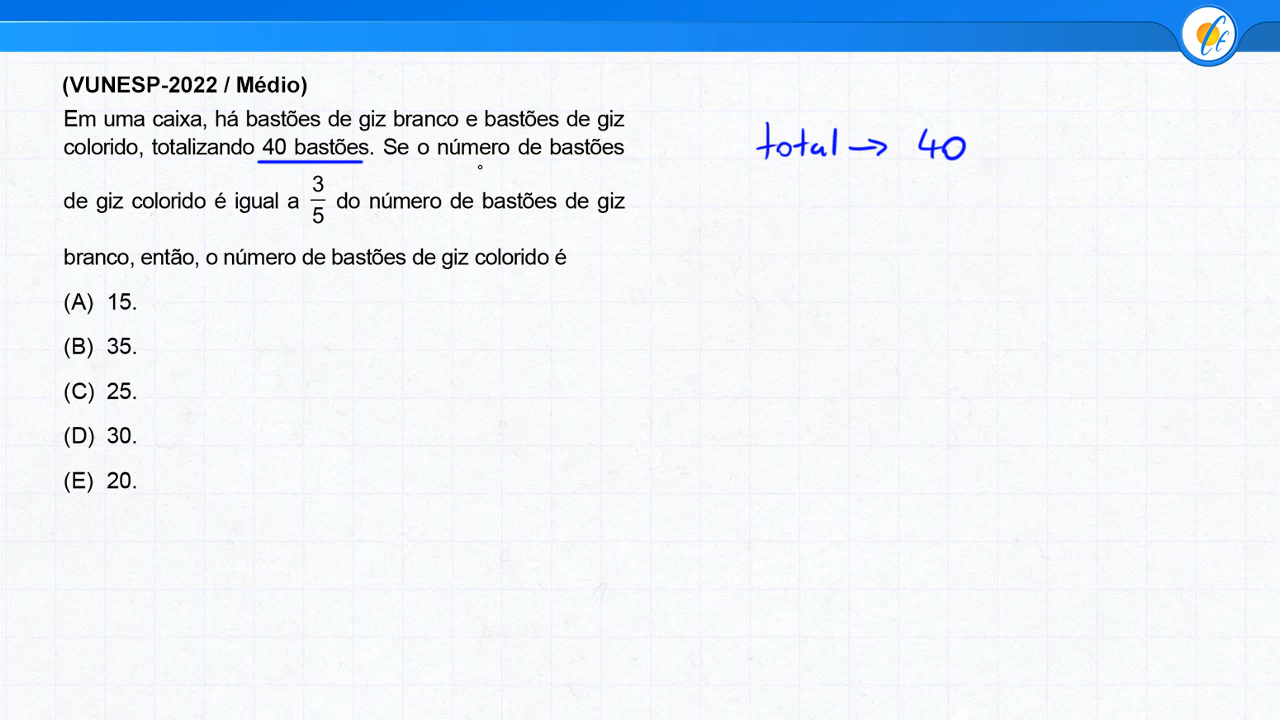 (VUNESP-2022 / Médio)
Em uma caixa, há bastões de giz branco e bastões de giz
colorido, totalizando 40 bastões. Se o número de bastões
de giz colorido é igual a 3/5 do número de bastões de giz
branco, então, o número de bastões de giz colorido é
(A) 15.
(B) 35.
(C) 25.
(D) 30.
(E) 20.
total → 40